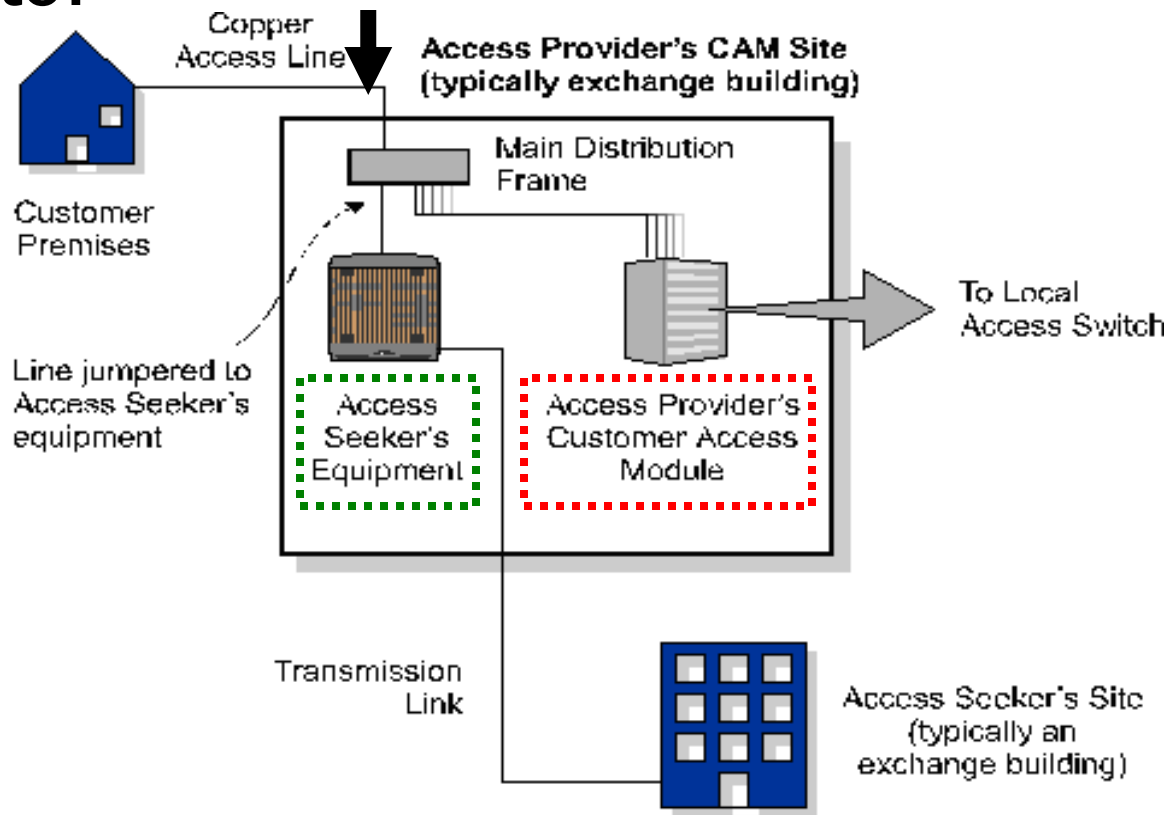 Copper
Access Line
Access Provider's CAM Site
(typically exchange building)
Main Distribution
Frame
Customer
Premises
To Local
Access Switch
Line jumpered to
Access Seeker's
equipment
Access
Seeker's
Equipment
Access Provider's
Customer Access
Module
Transmission
Link
Access Seeker's Site
(typically an
exchange building)